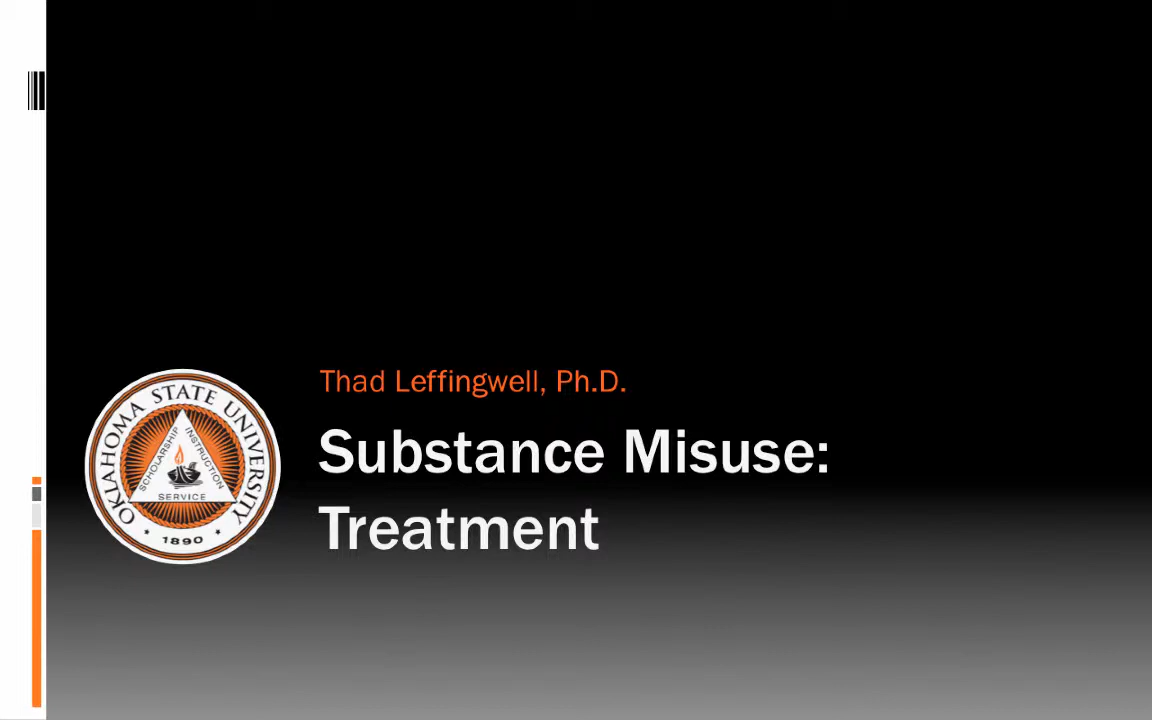 Thad Leffingwell, Ph.D.
Substance Misuse:
Treatment
OKLAHOMA STATE UNIVERSITY
SCHOLARSHIP
INSTRUCTION
SERVICE
• 1890 •